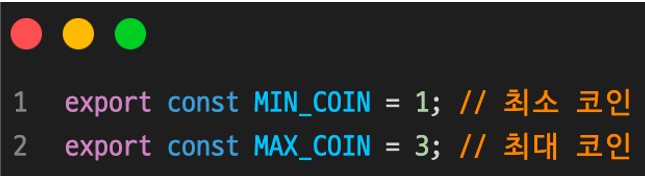 1 export const MIN_COIN = 1; // 최소 코인
2 export const MAX_COIN = 3; // 최대 코인